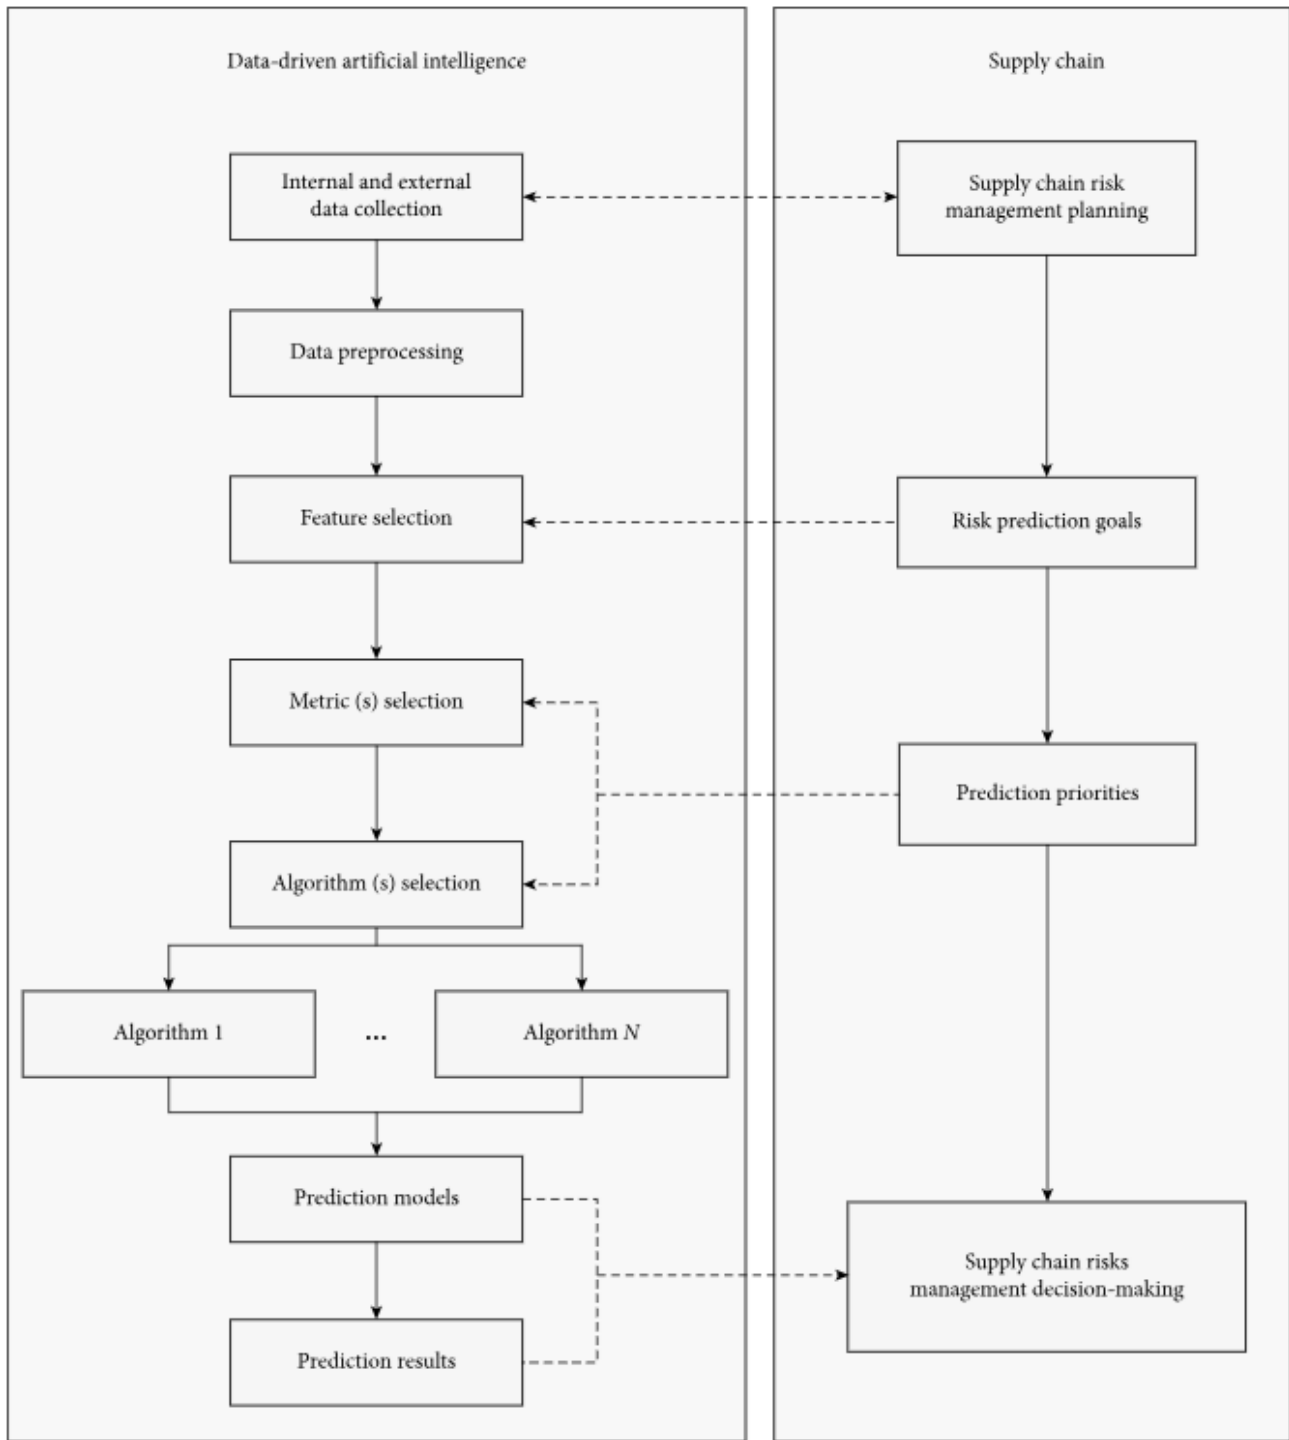 Data-driven artificial intelligence
Internal and external
data collection
Data preprocessing
Feature selection
Metric (s) selection
Algorithm (s) selection
Algorithm 1
...
Algorithm N
Prediction models
Prediction results
Supply chain
Supply chain risk
management planning
Risk prediction goals
Prediction priorities
Supply chain risks
management decision-making